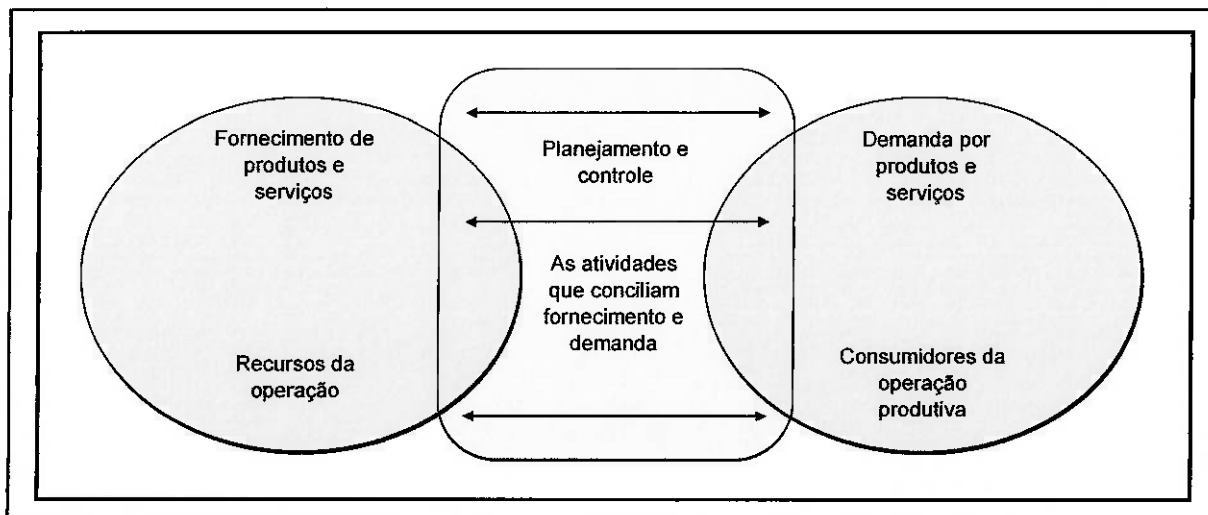 Fornecimento de
produtos e
serviços
Recursos da
operação
Planejamento e
controle
As atividades
que conciliam
fornecimento e
demanda
Demanda por
produtos e
serviços
Consumidores da
operação
produtiva